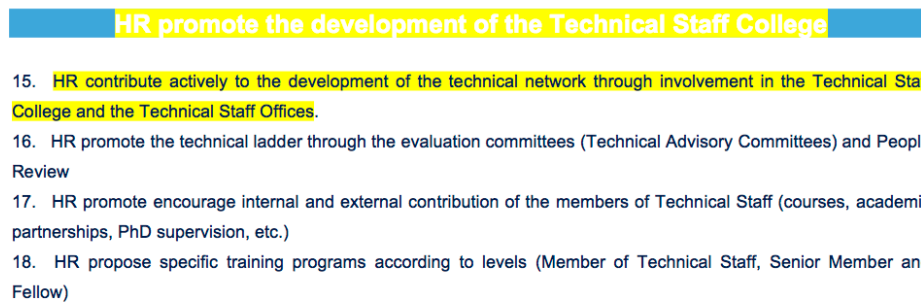 HR promote the development of the Technical Staff College
15. HR contribute actively to the development of the technical network through involvement in the Technical Sta
College and the Technical Staff Offices.
16. HR promote the technical ladder through the evaluation committees (Technical Advisory Committees) and Peopl
Review
17. HR promote encourage internal and external contribution of the members of Technical Staff (courses, academi
partnerships, PhD supervision, etc.)
18. HR propose specific training programs according to levels (Member of Technical Staff, Senior Member an
Fellow)